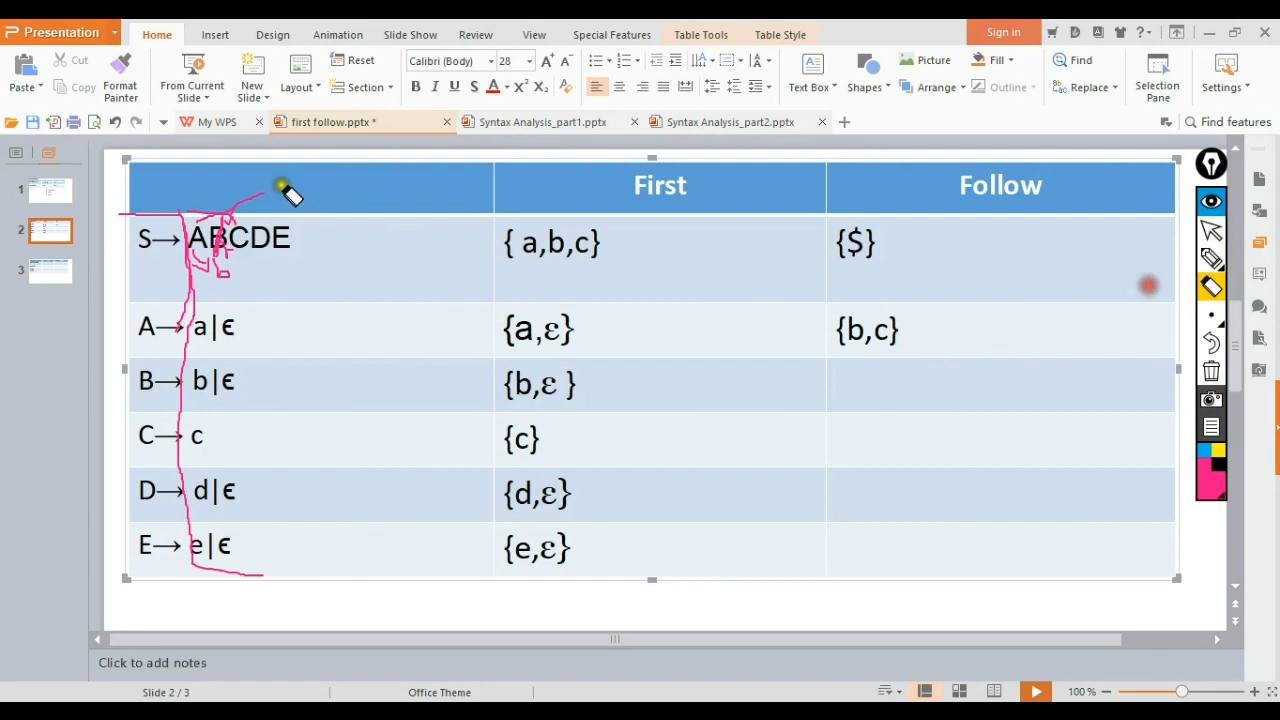 Presentation Home Insert Design Animation Slide Show Review View Special Features Table Tools Table Style Sign in
Paste Cut Copy Format Painter From Current Slide New Slide Layout Reset Section Calibri (Body) 28 Text Box Shapes Picture Arrange Fill Outline Find Replace Selection Pane Settings
My WPS first follow.pptx * Syntax Analysis_part1.pptx Syntax Analysis_part2.pptx Find features
First Follow
S→ ABCDE { a,b,c} {$}
A→ a|ϵ {a,ε} {b,c}
B→ b|ϵ {b,ε }
C→ c {c}
D→ d|ϵ {d,ε}
E→ e|ϵ {e,ε}
1
2
3
Click to add notes
Slide 2 / 3 Office Theme 100 %